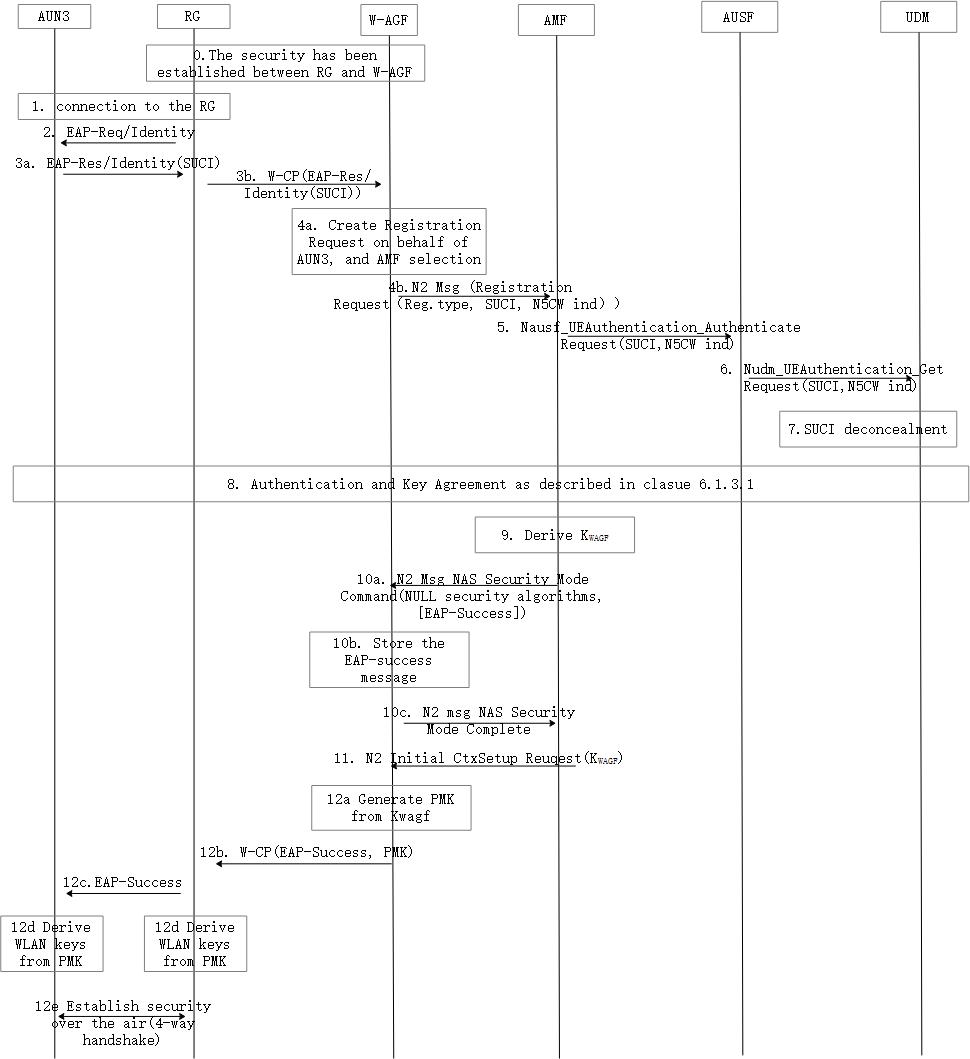 AUN3
RG
W-AGF
AMF
AUSF
UDM
0.The security has been
established between RG and W-AGF
1. connection to the RG
2. EAP-Req/Identity
3a. EAP-Res/Identity(SUCI)
3b. W-CP(EAP-Res/
Identity(SUCI))
4a. Create Registration
Request on behalf of
AUN3, and AMF selection
4b.N2 Msg (Registration
Request (Reg.type, SUCI, N5CW ind) )
5. Nausf_UEAuthentication_Authenticate
Request(SUCI,N5CW ind)
6. Nudm_UEAuthentication_Get
Request(SUCI,N5CW ind)
7.SUCI deconcealment
8. Authentication and Key Agreement as described in clasue 6.1.3.1
9. Derive KWAGF
10a. N2 Msg NAS Security Mode
Command(NULL security algorithms,
[EAP-Success])
10b. Store the
EAP-success
message
10c. N2 msg NAS Security
Mode Complete
11. N2 Initial CtxSetup Reuqest(KWAGF)
12a Generate PMK
from Kwagf
12b. W-CP(EAP-Success, PMK)
12c.EAP-Success
12d Derive
WLAN keys
from PMK
12d Derive
WLAN keys
from PMK
12e Establish security
over the air(4-way
handshake)